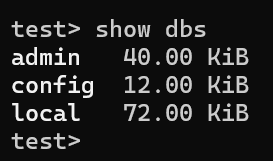 test> show dbs
admin   40.00 KiB
config  12.00 KiB
local   72.00 KiB
test>